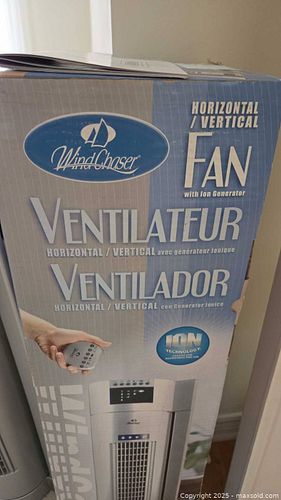 HORIZONTAL
/ VERTICAL
FAN
with Ion Generator
WindChaser
VENTILATEUR
HORIZONTAL / VERTICAL avec générateur ionique
VENTILADOR
HORIZONTAL / VERTICAL con Generador Iónico
ION
TECHNOLOGY
Copyright 2025 - maxsold.com